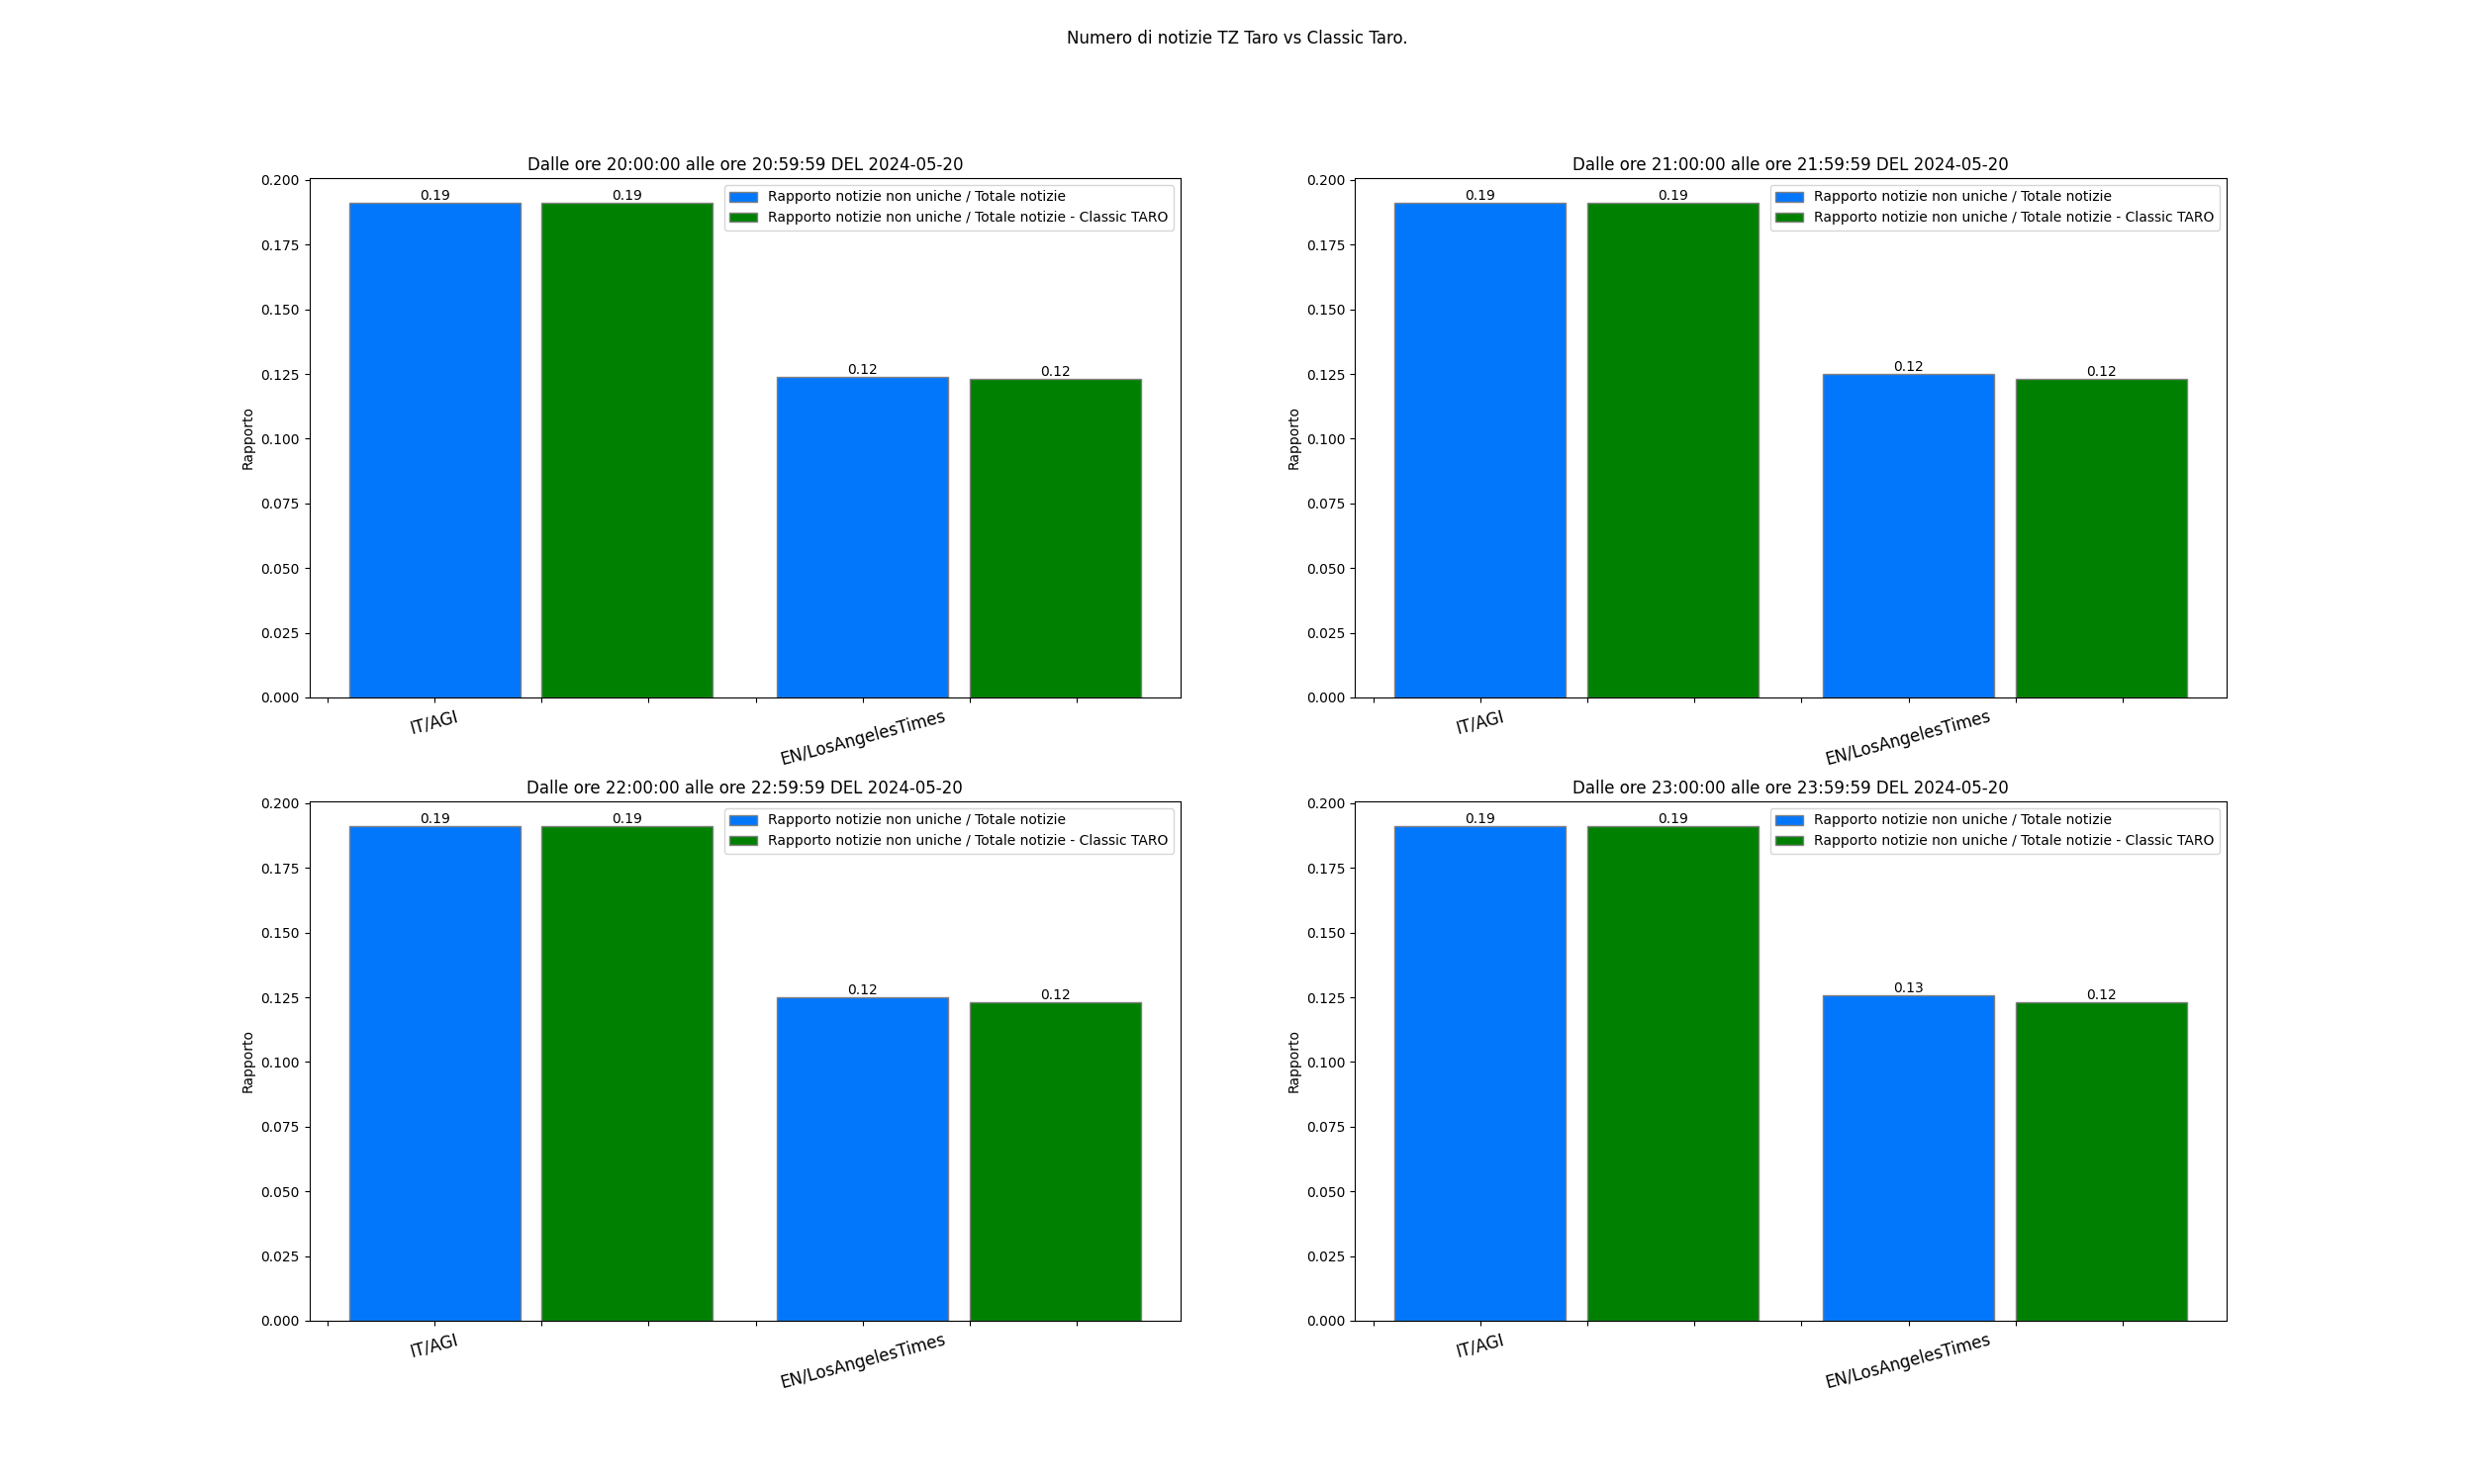 Numero di notizie TZ Taro vs Classic Taro.
Dalle ore 20:00:00 alle ore 20:59:59 DEL 2024-05-20
Rapporto notizie non uniche / Totale notizie
Rapporto notizie non uniche / Totale notizie - Classic TARO
0.19
0.19
0.12
0.12
0.200
0.175
0.150
0.125
0.100
0.075
0.050
0.025
0.000
Rapporto
IT/AGI
EN/LosAngelesTimes
Dalle ore 21:00:00 alle ore 21:59:59 DEL 2024-05-20
Rapporto notizie non uniche / Totale notizie
Rapporto notizie non uniche / Totale notizie - Classic TARO
0.19
0.19
0.12
0.12
0.200
0.175
0.150
0.125
0.100
0.075
0.050
0.025
0.000
Rapporto
IT/AGI
EN/LosAngelesTimes
Dalle ore 22:00:00 alle ore 22:59:59 DEL 2024-05-20
Rapporto notizie non uniche / Totale notizie
Rapporto notizie non uniche / Totale notizie - Classic TARO
0.19
0.19
0.12
0.12
0.200
0.175
0.150
0.125
0.100
0.075
0.050
0.025
0.000
Rapporto
IT/AGI
EN/LosAngelesTimes
Dalle ore 23:00:00 alle ore 23:59:59 DEL 2024-05-20
Rapporto notizie non uniche / Totale notizie
Rapporto notizie non uniche / Totale notizie - Classic TARO
0.19
0.19
0.13
0.12
0.200
0.175
0.150
0.125
0.100
0.075
0.050
0.025
0.000
Rapporto
IT/AGI
EN/LosAngelesTimes